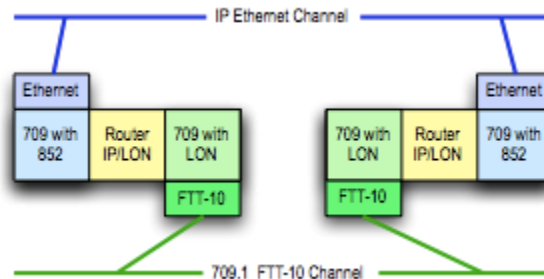 IP Ethernet Channel
Ethernet
Ethernet
709 with
852
Router
IP/LON
709 with
LON
709 with
LON
Router
IP/LON
709 with
852
FTT-10
FTT-10
709.1 FTT-10 Channel